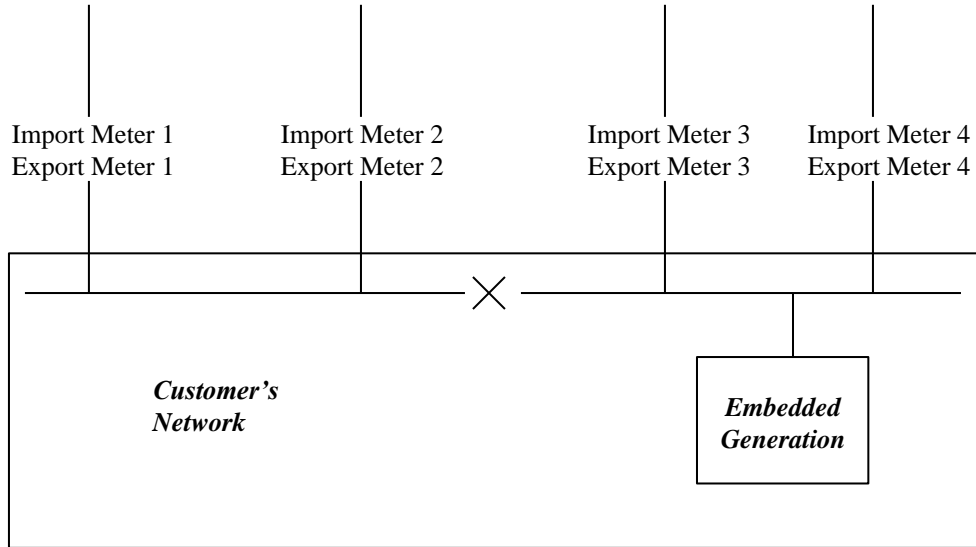 Import Meter 1
Export Meter 1
Import Meter 2
Export Meter 2
Import Meter 3
Export Meter 3
Import Meter 4
Export Meter 4
Customer’s
Network
Embedded
Generation